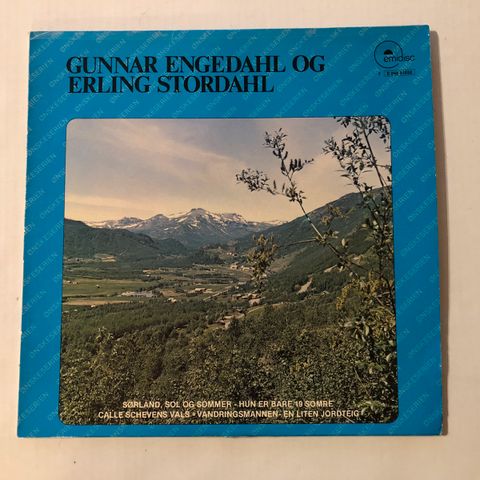 GUNNAR ENGEDAHL OG
ERLING STORDAHL
emidisc
ØNSKESERIEN
SØRLAND, SOL OG SOMMER - HUN ER BARE 19 SOMRE
CALLE SCHEVENS VALS - VANDRINGSMANNEN - EN LITEN JORDTEIG